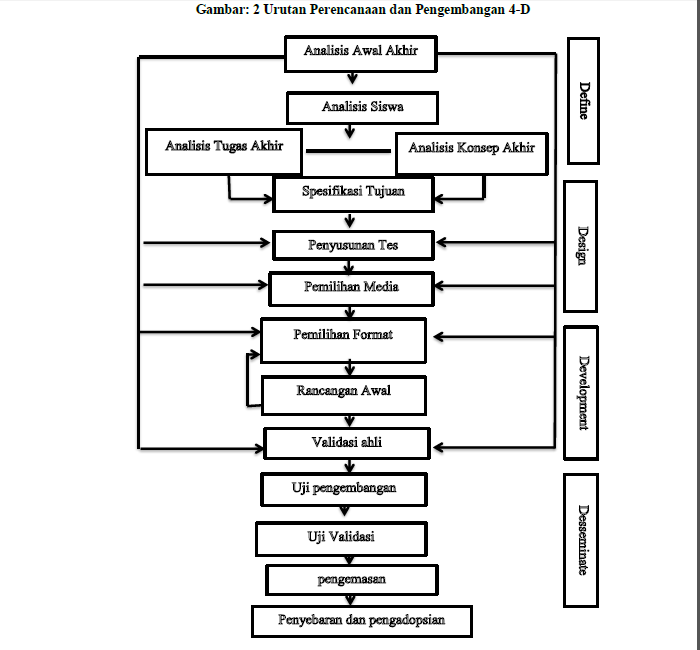 Gambar: 2 Urutan Perencanaan dan Pengembangan 4-D
Analisis Awal Akhir
Define
Analisis Siswa
Analisis Tugas Akhir
Analisis Konsep Akhir
Spesifikasi Tujuan
Design
Penyusunan Tes
Pemilihan Media
Pemilihan Format
Development
Rancangan Awal
Validasi ahli
Uji pengembangan
Desseminate
Uji Validasi
pengemasan
Penyebaran dan pengadopsian